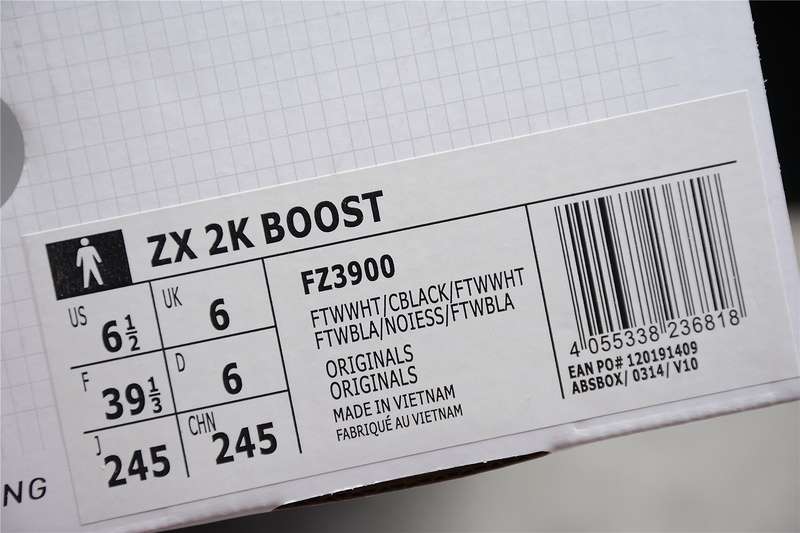 ZX 2K BOOST
US 6½
UK 6
F 39⅓
D 6
J 245
CHN 245
FZ3900
FTWWHT/CBLACK/FTWWHT
FTWBLA/NOIESS/FTWBLA
ORIGINALS
ORIGINALS
MADE IN VIETNAM
FABRIQUÉ AU VIETNAM
4 055338 236818
EAN PO# 120191409
ABSBOX/ 0314/ V10
NG